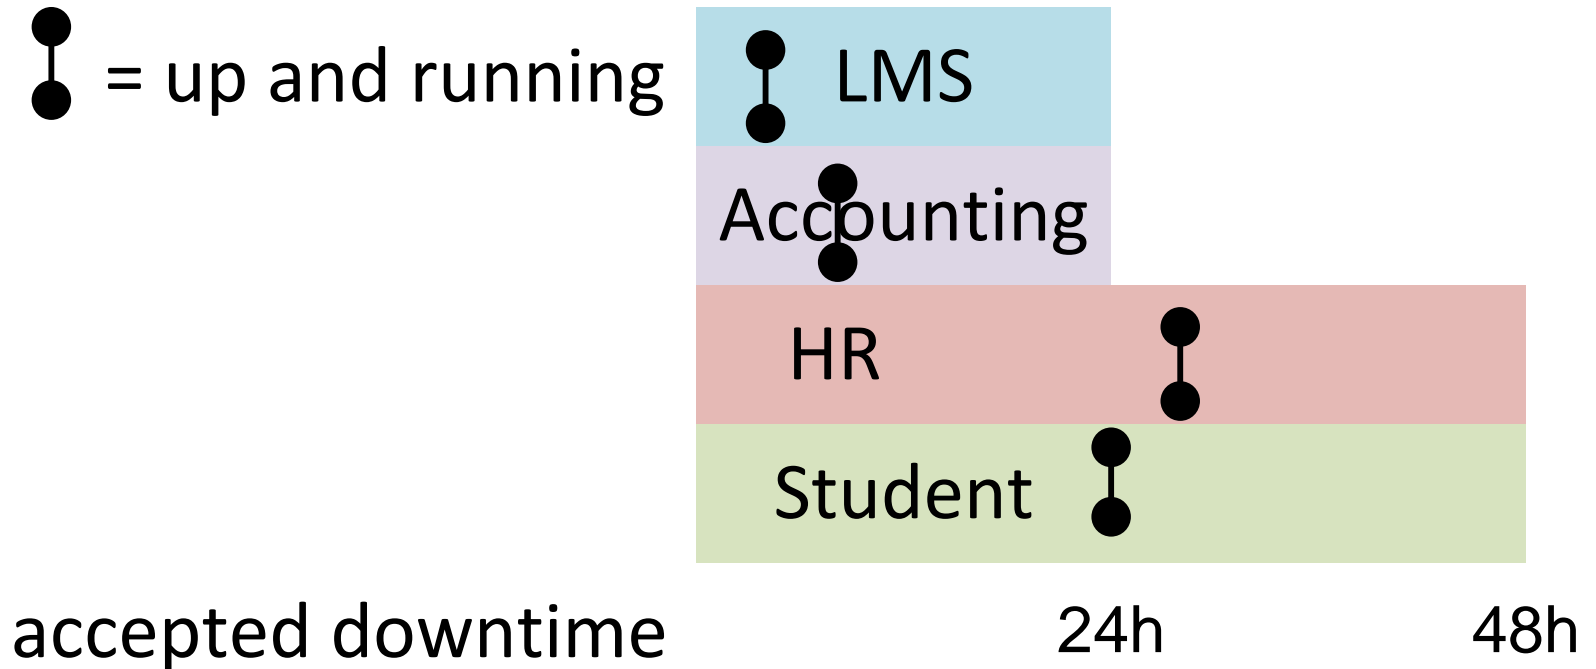 = up and running
LMS
Accounting
HR
Student
accepted downtime 24h 48h